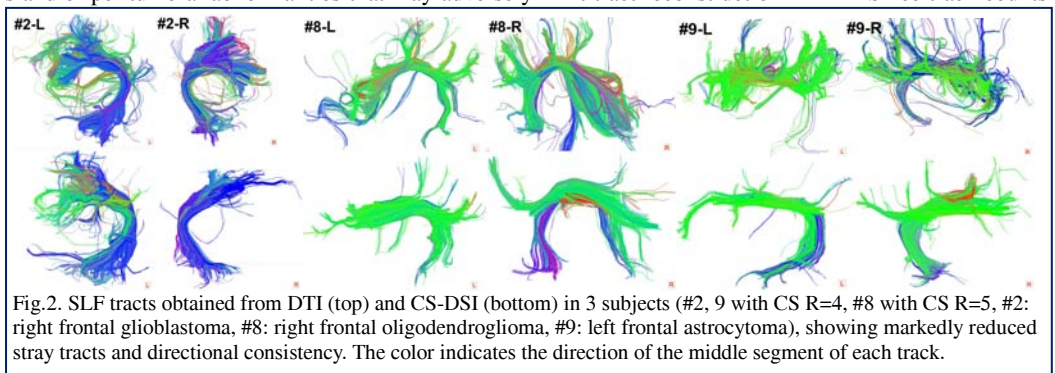 #2-L #2-R #8-L #8-R #9-L #9-R
L R L R L R
L R L R L R
Fig.2. SLF tracts obtained from DTI (top) and CS-DSI (bottom) in 3 subjects (#2, 9 with CS R=4, #8 with CS R=5, #2:
right frontal glioblastoma, #8: right frontal oligodendroglioma, #9: left frontal astrocytoma), showing markedly reduced
stray tracts and directional consistency. The color indicates the direction of the middle segment of each track.